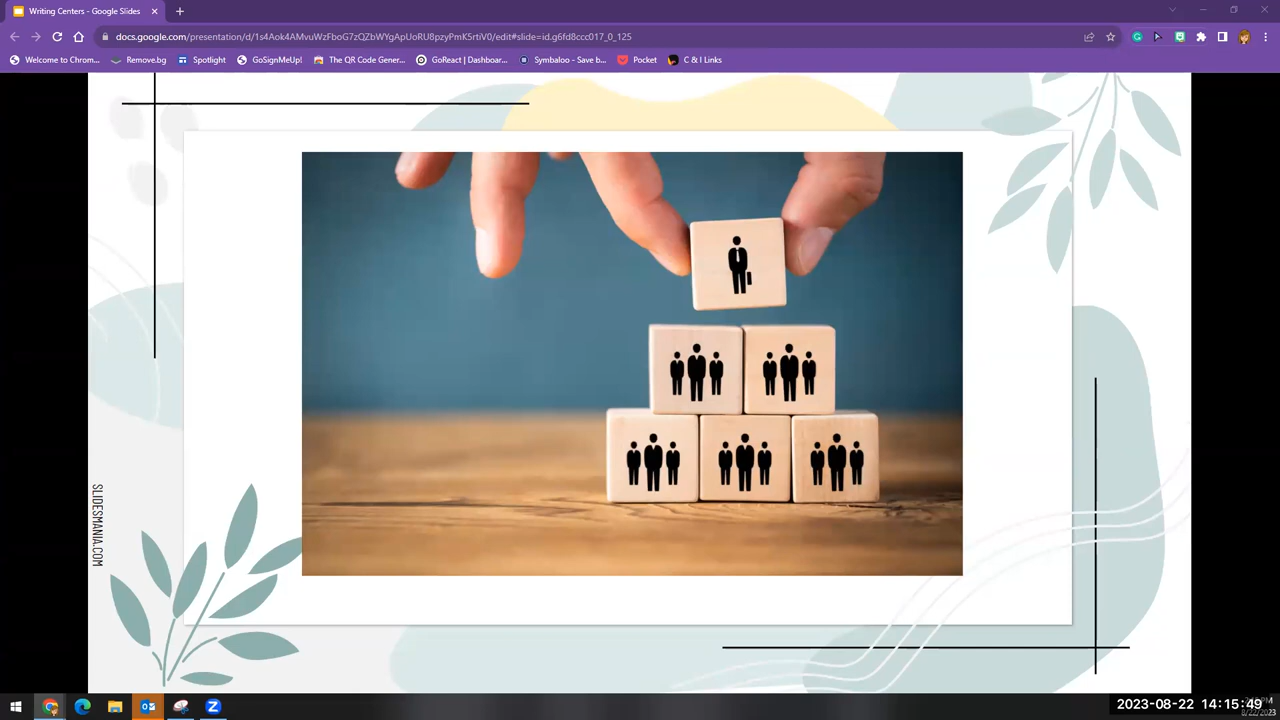 Writing Centers - Google Slides
docs.google.com/presentation/d/1s4Aok4AMvuWzFboG7zQZbWYgApUoRU8pzyPmK5rtiV0/edit#slide=id.g6fd8ccc017_0_125
Welcome to Chrom...
Remove.bg
Spotlight
GoSignMeUp!
The QR Code Gener...
GoReact | Dashboar...
Symbaloo - Save b...
Pocket
C & I Links
SLIDESMANIA.COM
2023-08-22 14:15:49